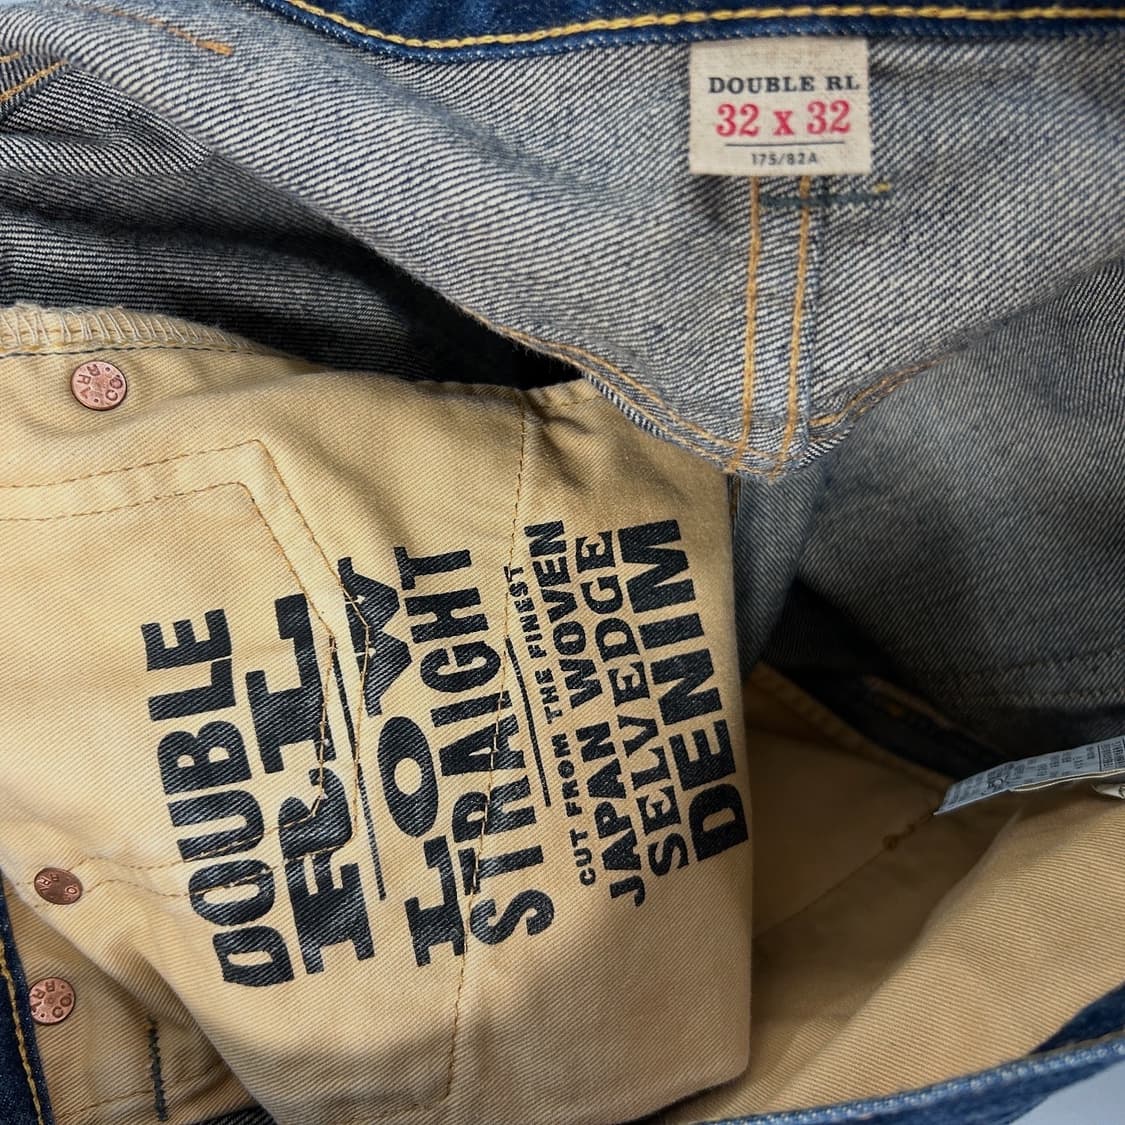 DOUBLE RL
32 x 32
175/82A
DOUBLE
RL
LOW
STRAIGHT
CUT FROM THE FINEST
JAPAN WOVEN
SELVEDGE
DENIM